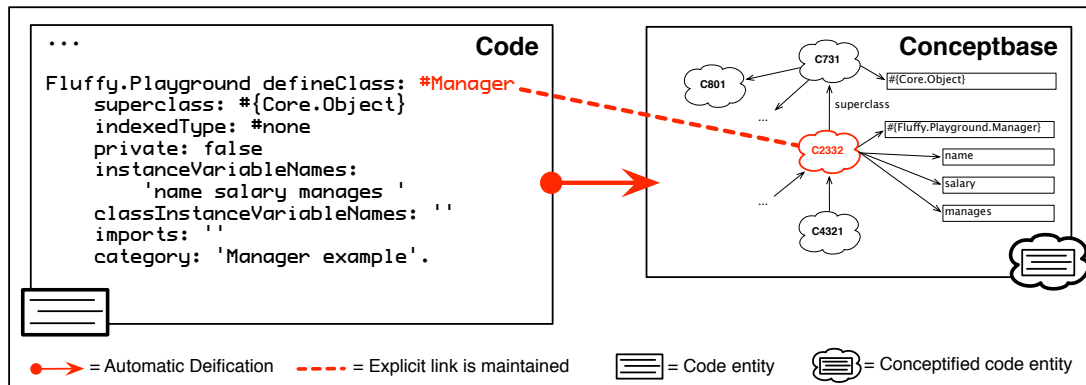 ...
Code
Fluffy.Playground defineClass: #Manager
superclass: #{Core.Object}
indexedType: #none
private: false
instanceVariableNames:
'name salary manages '
classInstanceVariableNames: ''
imports: ''
category: 'Manager example'.
Conceptbase
C731
C801
#{Core.Object}
...
superclass
#{Fluffy.Playground.Manager}
C2332
name
salary
...
manages
C4321
= Automatic Deification
= Explicit link is maintained
= Code entity
= Conceptified code entity